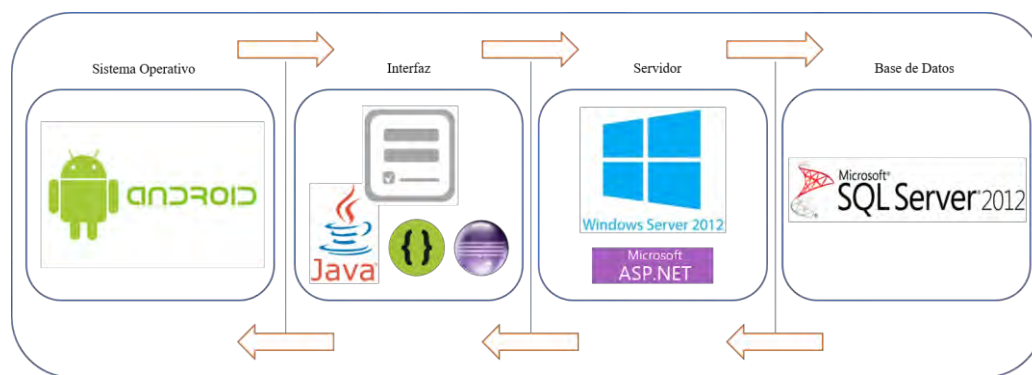 Sistema Operativo
Interfaz
Servidor
Base de Datos
android
Java
{ }
Windows Server 2012
Microsoft
ASP.NET
Microsoft®
SQL Server® 2012